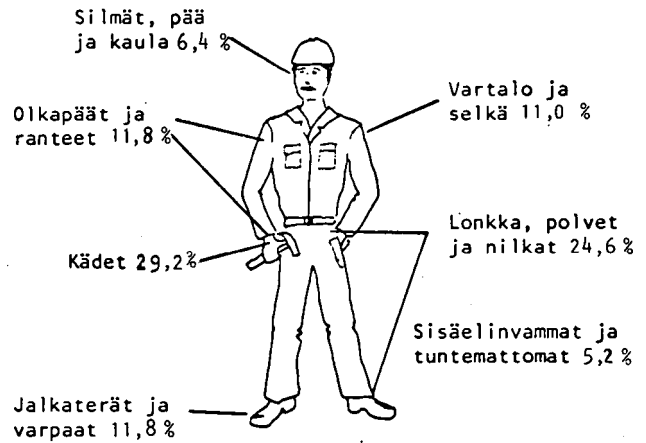 Silmät, pää
ja kaula 6,4 %
Olkapäät ja
ranteet 11,8 %
Kädet 29,2%
Jalkaterät ja
varpaat 11,8%
Vartalo ja
selkä 11,0 %
Lonkka, polvet
ja nilkat 24,6%
Sisäelinvammat ja
tuntemattomat 5,2 %